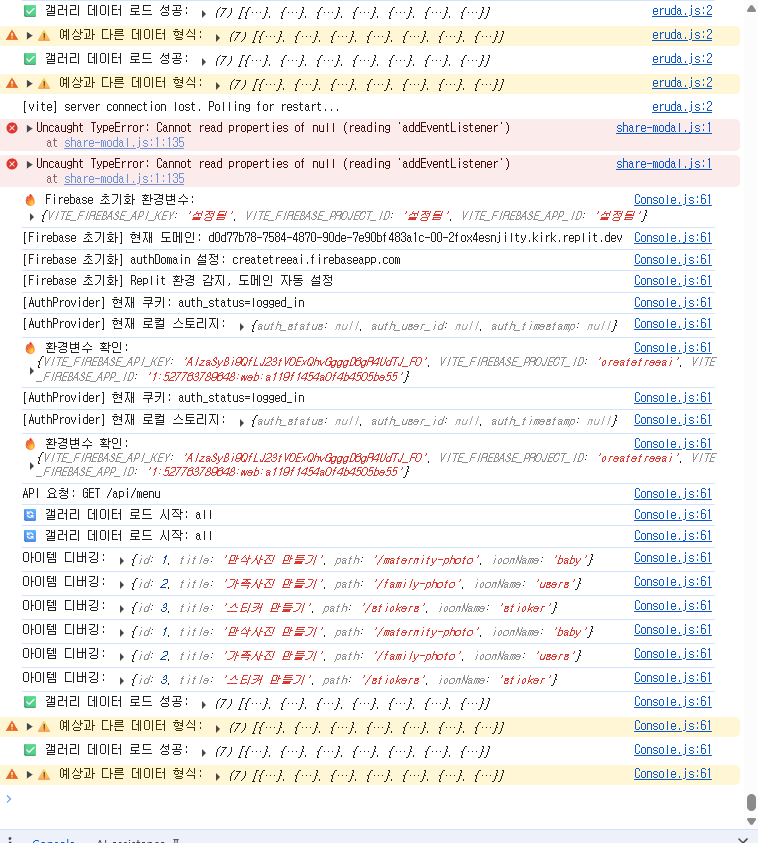 ✅ 갤러리 데이터 로드 성공: ▶ (7) [{…}, {…}, {…}, {…}, {…}, {…}, {…}] eruda.js:2
▶ ⚠️ 예상과 다른 데이터 형식: ▶ (7) [{…}, {…}, {…}, {…}, {…}, {…}, {…}] eruda.js:2
✅ 갤러리 데이터 로드 성공: ▶ (7) [{…}, {…}, {…}, {…}, {…}, {…}, {…}] eruda.js:2
▶ ⚠️ 예상과 다른 데이터 형식: ▶ (7) [{…}, {…}, {…}, {…}, {…}, {…}, {…}] eruda.js:2
[vite] server connection lost. Polling for restart... eruda.js:2
▶Uncaught TypeError: Cannot read properties of null (reading 'addEventListener') share-modal.js:1
at share-modal.js:1:135
▶Uncaught TypeError: Cannot read properties of null (reading 'addEventListener') share-modal.js:1
at share-modal.js:1:135
🔥 Firebase 초기화 환경변수: Console.js:61
▶ {VITE_FIREBASE_API_KEY: '설정됨', VITE_FIREBASE_PROJECT_ID: '설정됨', VITE_FIREBASE_APP_ID: '설정됨'}
[Firebase 초기화] 현재 도메인: d0d77b78-7584-4870-90de-7e90bf483a1c-00-2fox4esnjilty.kirk.replit.dev Console.js:61
[Firebase 초기화] authDomain 설정: createtreeai.firebaseapp.com Console.js:61
[Firebase 초기화] Replit 환경 감지, 도메인 자동 설정 Console.js:61
[AuthProvider] 현재 쿠키: auth_status=logged_in Console.js:61
[AuthProvider] 현재 로컬 스토리지: ▶ {auth_status: null, auth_user_id: null, auth_timestamp: null} Console.js:61
🔥 환경변수 확인: Console.js:61
{VITE_FIREBASE_API_KEY: VITE_FIREBASE_PROJECT_ID: 'createtreeai', VITE
▶ _FIREBASE_APP_ID: '1:527763789648:web:a119f1454a0f4b4505be55'}
[AuthProvider] 현재 쿠키: auth_status=logged_in Console.js:61
[AuthProvider] 현재 로컬 스토리지: ▶ {auth_status: null, auth_user_id: null, auth_timestamp: null} Console.js:61
🔥 환경변수 확인: Console.js:61
{VITE_FIREBASE_API_KEY: VITE_FIREBASE_PROJECT_ID: 'createtreeai', VITE
▶ _FIREBASE_APP_ID: '1:527763789648:web:a119f1454a0f4b4505be55'}
API 요청: GET /api/menu Console.js:61
🔄 갤러리 데이터 로드 시작: all Console.js:61
🔄 갤러리 데이터 로드 시작: all Console.js:61
아이템 디버깅: ▶ {id: 1, title: '만삭사진 만들기', path: '/maternity-photo', iconName: 'baby'} Console.js:61
아이템 디버깅: ▶ {id: 2, title: '가족사진 만들기', path: '/family-photo', iconName: 'users'} Console.js:61
아이템 디버깅: ▶ {id: 3, title: '스티커 만들기', path: '/stickers', iconName: 'sticker'} Console.js:61
아이템 디버깅: ▶ {id: 1, title: '만삭사진 만들기', path: '/maternity-photo', iconName: 'baby'} Console.js:61
아이템 디버깅: ▶ {id: 2, title: '가족사진 만들기', path: '/family-photo', iconName: 'users'} Console.js:61
아이템 디버깅: ▶ {id: 3, title: '스티커 만들기', path: '/stickers', iconName: 'sticker'} Console.js:61
✅ 갤러리 데이터 로드 성공: ▶ (7) [{…}, {…}, {…}, {…}, {…}, {…}, {…}] Console.js:61
▶ ⚠️ 예상과 다른 데이터 형식: ▶ (7) [{…}, {…}, {…}, {…}, {…}, {…}, {…}] Console.js:61
✅ 갤러리 데이터 로드 성공: ▶ (7) [{…}, {…}, {…}, {…}, {…}, {…}, {…}] Console.js:61
▶ ⚠️ 예상과 다른 데이터 형식: ▶ (7) [{…}, {…}, {…}, {…}, {…}, {…}, {…}] Console.js:61